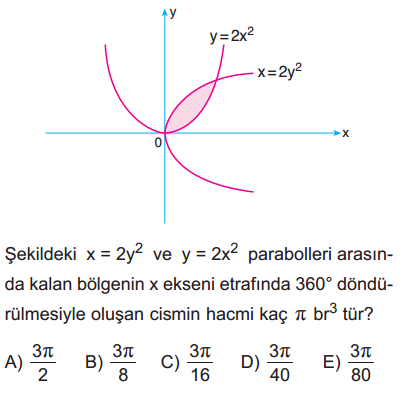 y
y=2x²
x=2y²
x
0
Şekildeki x = 2y² ve y = 2x² parabolleri arasın-
da kalan bölgenin x ekseni etrafında 360° döndü-
rülmesiyle oluşan cismin hacmi kaç π br³ tür?
A) 3π/2 B) 3π/8 C) 3π/16 D) 3π/40 E) 3π/80